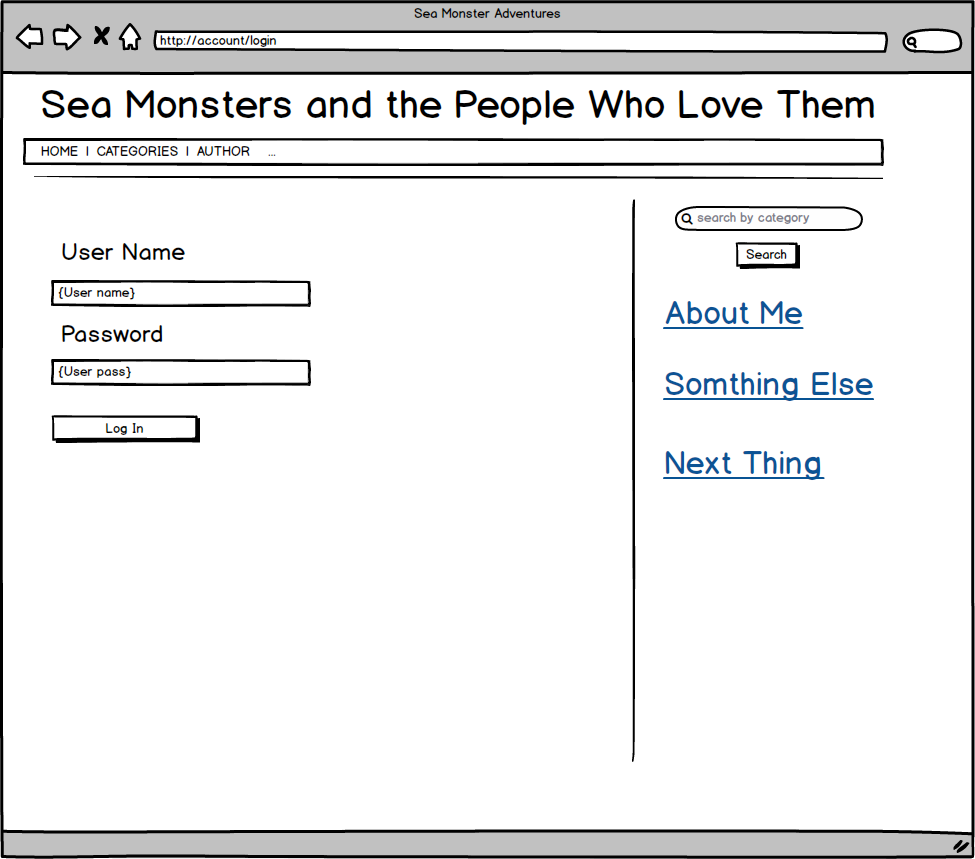 Sea Monster Adventures
http://account/login
Sea Monsters and the People Who Love Them
HOME | CATEGORIES | AUTHOR ...
search by category
Search
User Name
{User name}
Password
{User pass}
Log In
About Me
Somthing Else
Next Thing